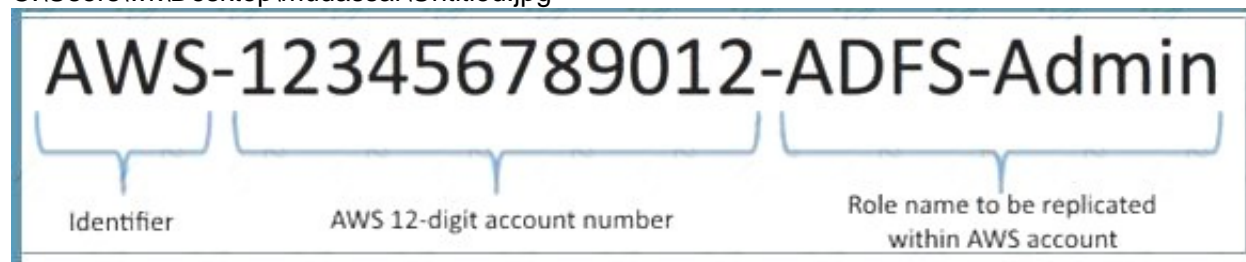 AWS-123456789012-ADFS-Admin
Identifier
AWS 12-digit account number
Role name to be replicated
within AWS account